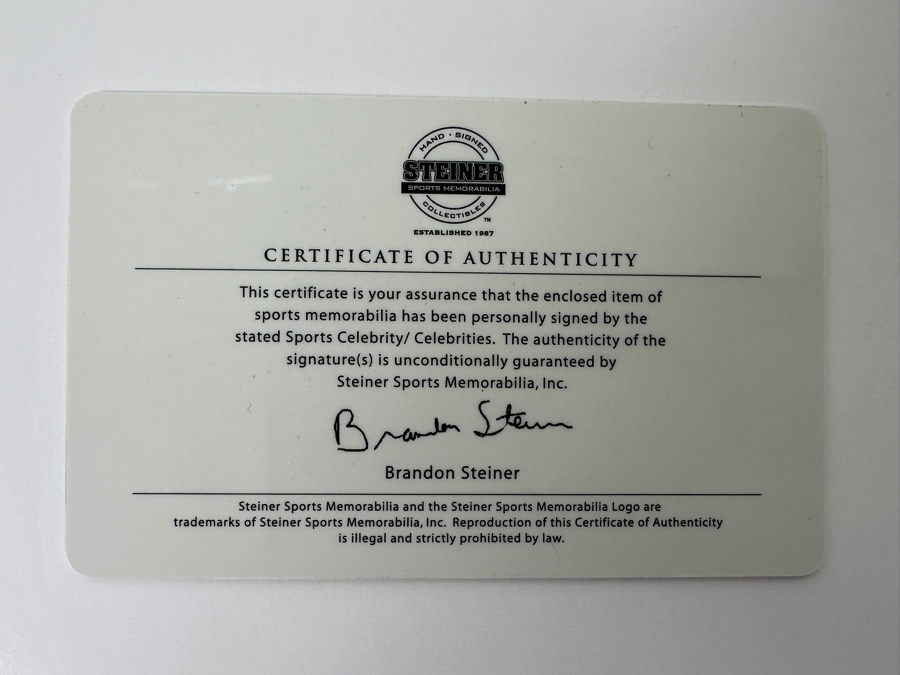 HAND · SIGNED
STEINER
SPORTS MEMORABILIA
COLLECTIBLES
TM
ESTABLISHED 1987
CERTIFICATE OF AUTHENTICITY
This certificate is your assurance that the enclosed item of
sports memorabilia has been personally signed by the
stated Sports Celebrity/ Celebrities. The authenticity of the
signature(s) is unconditionally guaranteed by
Steiner Sports Memorabilia, Inc.
Brandon Steiner
Brandon Steiner
Steiner Sports Memorabilia and the Steiner Sports Memorabilia Logo are
trademarks of Steiner Sports Memorabilia, Inc. Reproduction of this Certificate of Authenticity
is illegal and strictly prohibited by law.